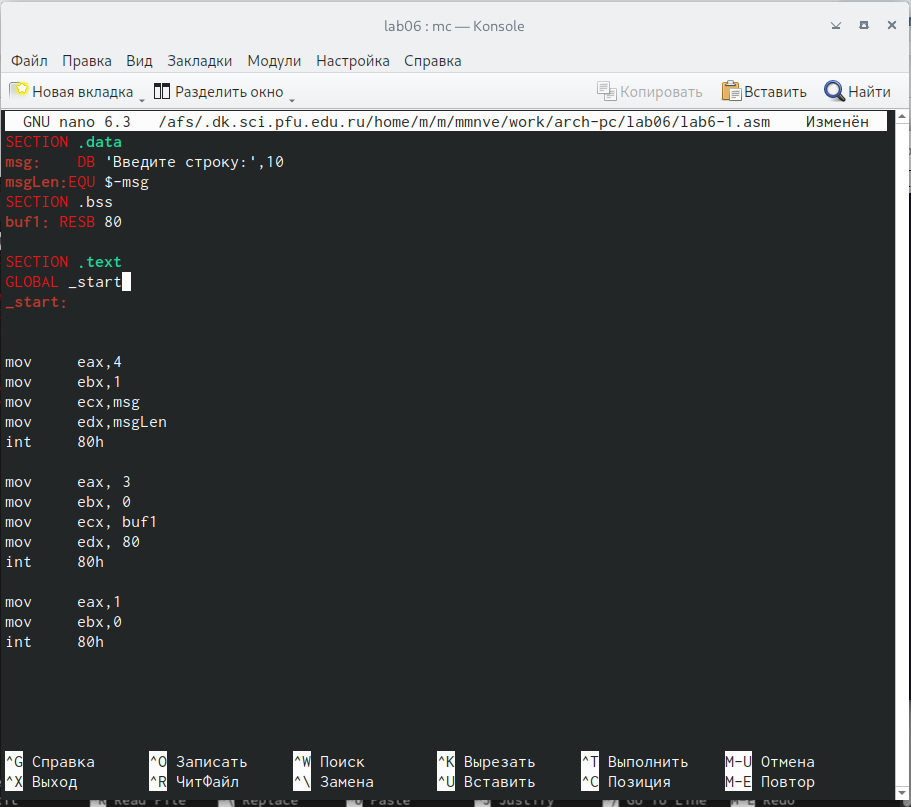 lab06 : mc — Konsole
Файл Правка Вид Закладки Модули Настройка Справка
Новая вкладка Разделить окно Копировать Вставить Найти
GNU nano 6.3 /afs/.dk.sci.pfu.edu.ru/home/m/m/mmnve/work/arch-pc/lab06/lab6-1.asm Изменён
SECTION .data
msg: DB 'Введите строку:',10
msgLen:EQU $-msg
SECTION .bss
buf1: RESB 80
SECTION .text
GLOBAL _start
_start:
mov eax,4
mov ebx,1
mov ecx,msg
mov edx,msgLen
int 80h
mov eax, 3
mov ebx, 0
mov ecx, buf1
mov edx, 80
int 80h
mov eax,1
mov ebx,0
int 80h
^G Справка ^O Записать ^W Поиск ^K Вырезать ^T Выполнить M-U Отмена
^X Выход ^R ЧитФайл ^\ Замена ^U Вставить ^C Позиция M-E Повтор
Read File ^\ Replace ^U Paste Justify Go To Line M-E Redo